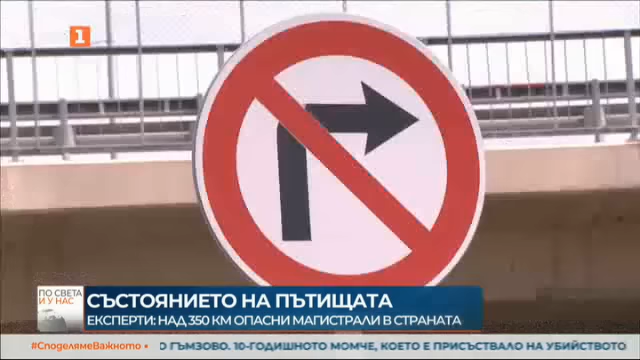 1
ПО СВЕТА
И У НАС
СЪСТОЯНИЕТО НА ПЪТИЩАТА
ЕКСПЕРТИ: НАД 350 КМ ОПАСНИ МАГИСТРАЛИ В СТРАНАТА
#СподелямеВажното О ГЪМЗОВО. 10-ГОДИШНОТО МОМЧЕ, КОЕТО Е ПРИСЪСТВАЛО НА УБИЙСТВОТО